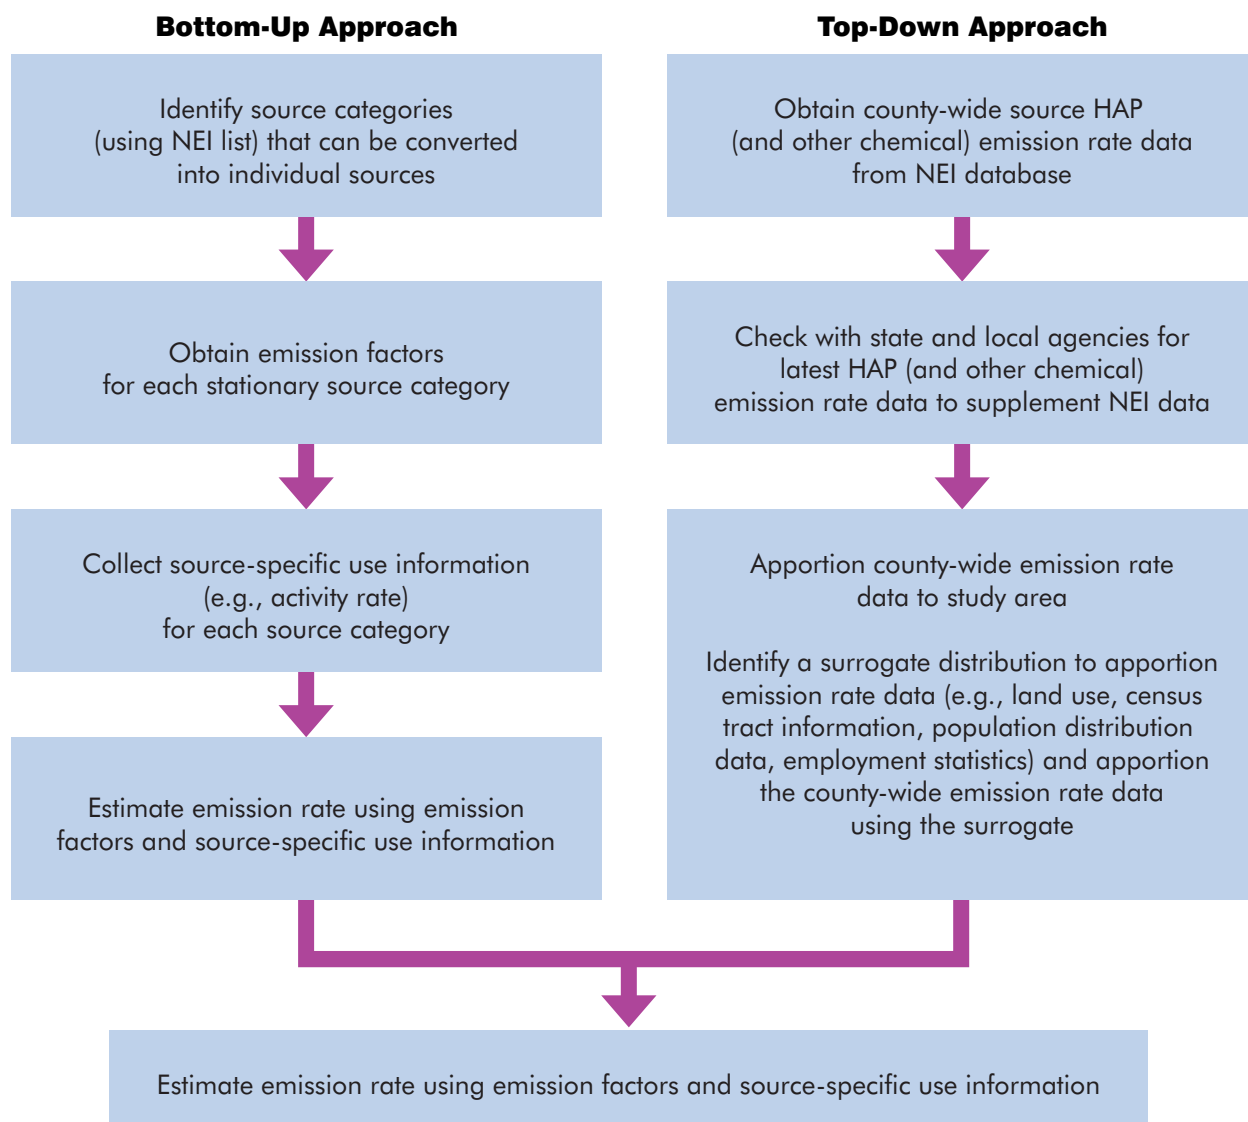 Bottom-Up Approach
Identify source categories
(using NEI list) that can be converted
into individual sources
Obtain emission factors
for each stationary source category
Collect source-specific use information
(e.g., activity rate)
for each source category
Estimate emission rate using emission
factors and source-specific use information
Top-Down Approach
Obtain county-wide source HAP
(and other chemical) emission rate data
from NEI database
Check with state and local agencies for
latest HAP (and other chemical)
emission rate data to supplement NEI data
Apportion county-wide emission rate
data to study area
Identify a surrogate distribution to apportion
emission rate data (e.g., land use, census
tract information, population distribution
data, employment statistics) and apportion
the county-wide emission rate data
using the surrogate
Estimate emission rate using emission factors and source-specific use information